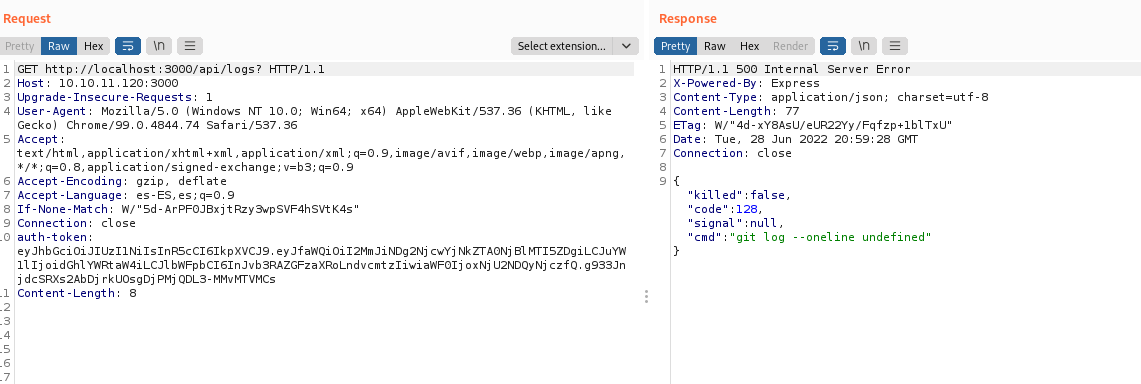 Request
Response
Pretty Raw Hex \n Select extension...
Pretty Raw Hex Render \n
1 GET http://localhost:3000/api/logs? HTTP/1.1
2 Host: 10.10.11.120:3000
3 Upgrade-Insecure-Requests: 1
4 User-Agent: Mozilla/5.0 (Windows NT 10.0; Win64; x64) AppleWebKit/537.36 (KHTML, like
Gecko) Chrome/99.0.4844.74 Safari/537.36
5 Accept:
text/html,application/xhtml+xml,application/xml;q=0.9,image/avif,image/webp,image/apng,
*/*;q=0.8,application/signed-exchange;v=b3;q=0.9
6 Accept-Encoding: gzip, deflate
7 Accept-Language: es-ES,es;q=0.9
8 If-None-Match: W/"5d-ArPF0JBxjtRzy3wpSVF4hSVtK4s"
9 Connection: close
10 auth-token:
eyJhbGciOiJIUzI1NiIsInR5cCI6IkpXVCJ9.eyJfaWQiOiI2MmJiNDg2NjcwYjNkZTA0NjBlMTI5ZDgiLCJuYW
1lIjoidGhlYWRtaW4iLCJlbWFpbCI6InJvb3RAZGFzaXRoLndvcmtzIiwiaWF0IjoxNjU2NDQyNjczfQ.g933Jn
jdcSRXs2AbDjrkUOsgDjPMjQDL3-MMvMTVMCs
11 Content-Length: 8
12
13
14
15
16
17
1 HTTP/1.1 500 Internal Server Error
2 X-Powered-By: Express
3 Content-Type: application/json; charset=utf-8
4 Content-Length: 77
5 ETag: W/"4d-xY8AsU/eUR22Yy/Fqfzp+1blTxU"
6 Date: Tue, 28 Jun 2022 20:59:28 GMT
7 Connection: close
8
9 {
"killed":false,
"code":128,
"signal":null,
"cmd":"git log --oneline undefined"
}